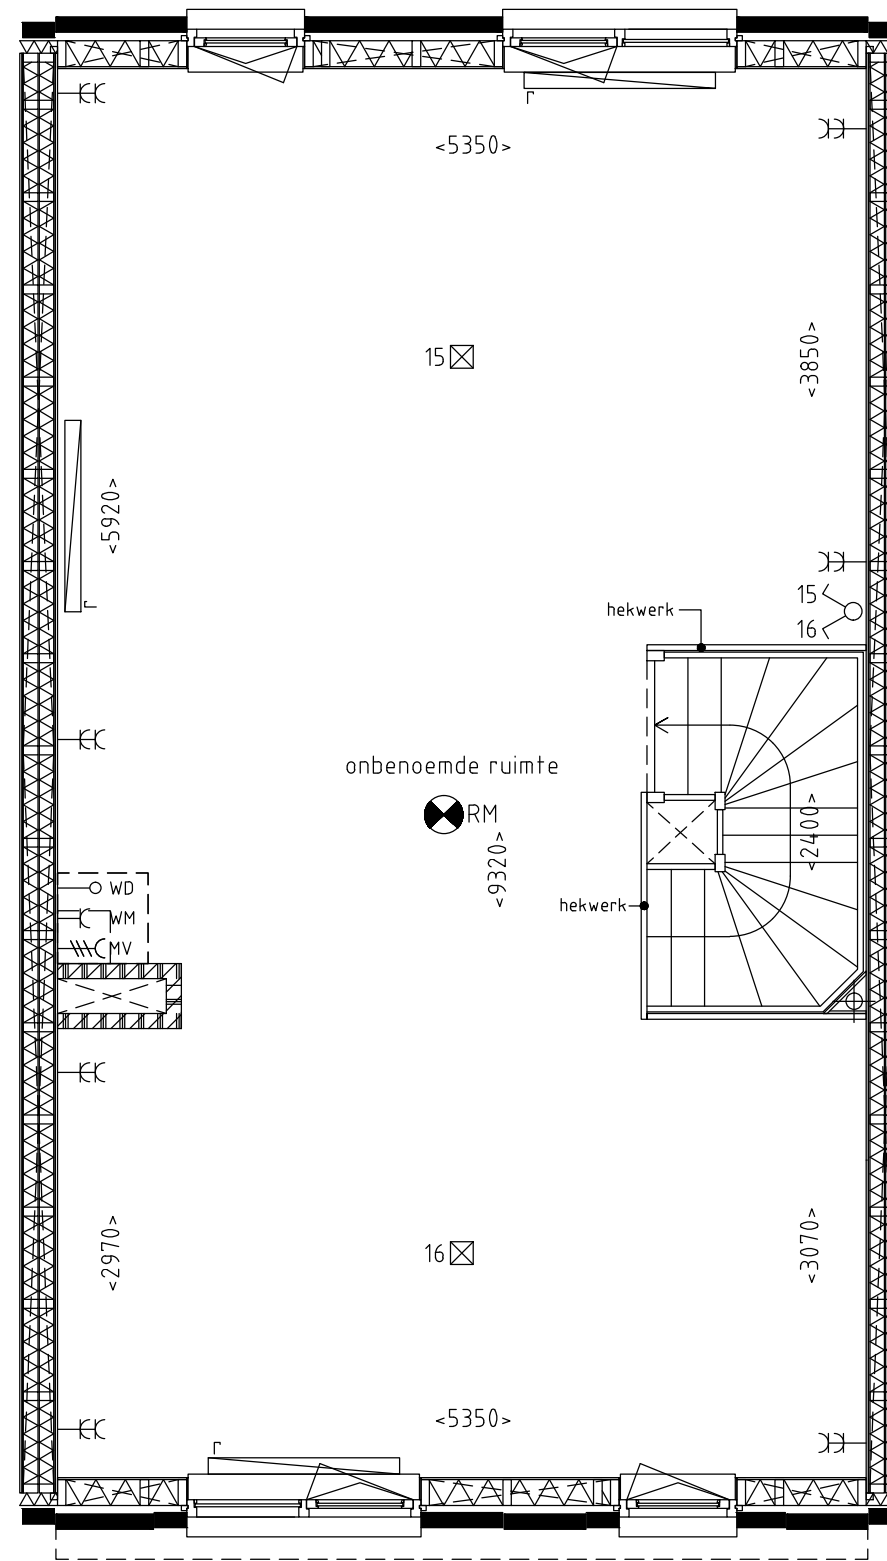 r
<5350>
15
<3850>
<5920>
r
15
hekwerk
16
onbenoemde ruimte
RM
<2400>
<9320>
WD
hekwerk
WM
MV
<2970>
<3070>
16
<5350>
r